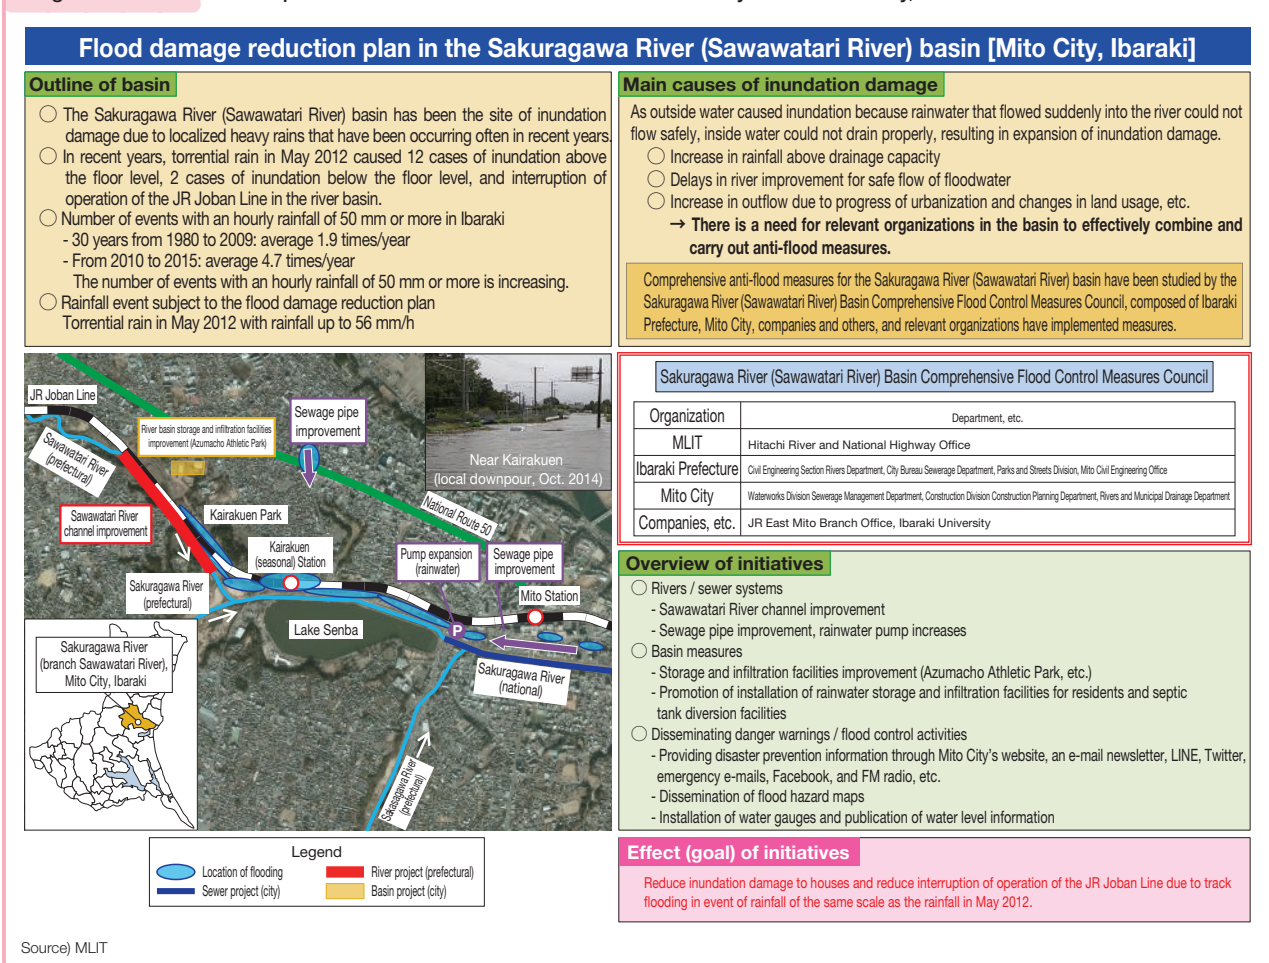 Flood damage reduction plan in the Sakuragawa River (Sawawatari River) basin [Mito City, Ibaraki]
Outline of basin
○ The Sakuragawa River (Sawawatari River) basin has been the site of inundation
damage due to localized heavy rains that have been occurring often in recent years.
○ In recent years, torrential rain in May 2012 caused 12 cases of inundation above
the floor level, 2 cases of inundation below the floor level, and interruption of
operation of the JR Joban Line in the river basin.
○ Number of events with an hourly rainfall of 50 mm or more in Ibaraki
- 30 years from 1980 to 2009: average 1.9 times/year
- From 2010 to 2015: average 4.7 times/year
The number of events with an hourly rainfall of 50 mm or more is increasing.
○ Rainfall event subject to the flood damage reduction plan
Torrential rain in May 2012 with rainfall up to 56 mm/h
Main causes of inundation damage
As outside water caused inundation because rainwater that flowed suddenly into the river could not
flow safely, inside water could not drain properly, resulting in expansion of inundation damage.
○ Increase in rainfall above drainage capacity
○ Delays in river improvement for safe flow of floodwater
○ Increase in outflow due to progress of urbanization and changes in land usage, etc.
→ There is a need for relevant organizations in the basin to effectively combine and
carry out anti-flood measures.
Comprehensive anti-flood measures for the Sakuragawa River (Sawawatari River) basin have been studied by the
Sakuragawa River (Sawawatari River) Basin Comprehensive Flood Control Measures Council, composed of Ibaraki
Prefecture, Mito City, companies and others, and relevant organizations have implemented measures.
JR Joban Line
Sawawatari River
(prefectural)
River basin storage and infiltration facilities
improvement (Azumacho Athletic Park)
Sewage pipe
improvement
Near Kairakuen
(local downpour, Oct. 2014)
National Route 50
Sawawatari River
channel improvement
Kairakuen Park
Kairakuen
(seasonal) Station
Pump expansion
(rainwater)
Sewage pipe
improvement
Sakuragawa River
(prefectural)
Mito Station
Lake Senba
P
Sakuragawa River
(national)
Sakasagawa River
(prefectural)
Sakuragawa River
(branch Sawawatari River),
Mito City, Ibaraki
Legend
Location of flooding
River project (prefectural)
Sewer project (city)
Basin project (city)
Sakuragawa River (Sawawatari River) Basin Comprehensive Flood Control Measures Council
Organization Department, etc.
MLIT Hitachi River and National Highway Office
Ibaraki Prefecture Civil Engineering Section Rivers Department, City Bureau Sewerage Department, Parks and Streets Division, Mito Civil Engineering Office
Mito City Waterworks Division Sewerage Management Department, Construction Division Construction Planning Department, Rivers and Municipal Drainage Department
Companies, etc. JR East Mito Branch Office, Ibaraki University
Overview of initiatives
○ Rivers / sewer systems
- Sawawatari River channel improvement
- Sewage pipe improvement, rainwater pump increases
○ Basin measures
- Storage and infiltration facilities improvement (Azumacho Athletic Park, etc.)
- Promotion of installation of rainwater storage and infiltration facilities for residents and septic
tank diversion facilities
○ Disseminating danger warnings / flood control activities
- Providing disaster prevention information through Mito City's website, an e-mail newsletter, LINE, Twitter,
emergency e-mails, Facebook, and FM radio, etc.
- Dissemination of flood hazard maps
- Installation of water gauges and publication of water level information
Effect (goal) of initiatives
Reduce inundation damage to houses and reduce interruption of operation of the JR Joban Line due to track
flooding in event of rainfall of the same scale as the rainfall in May 2012.
Source) MLIT